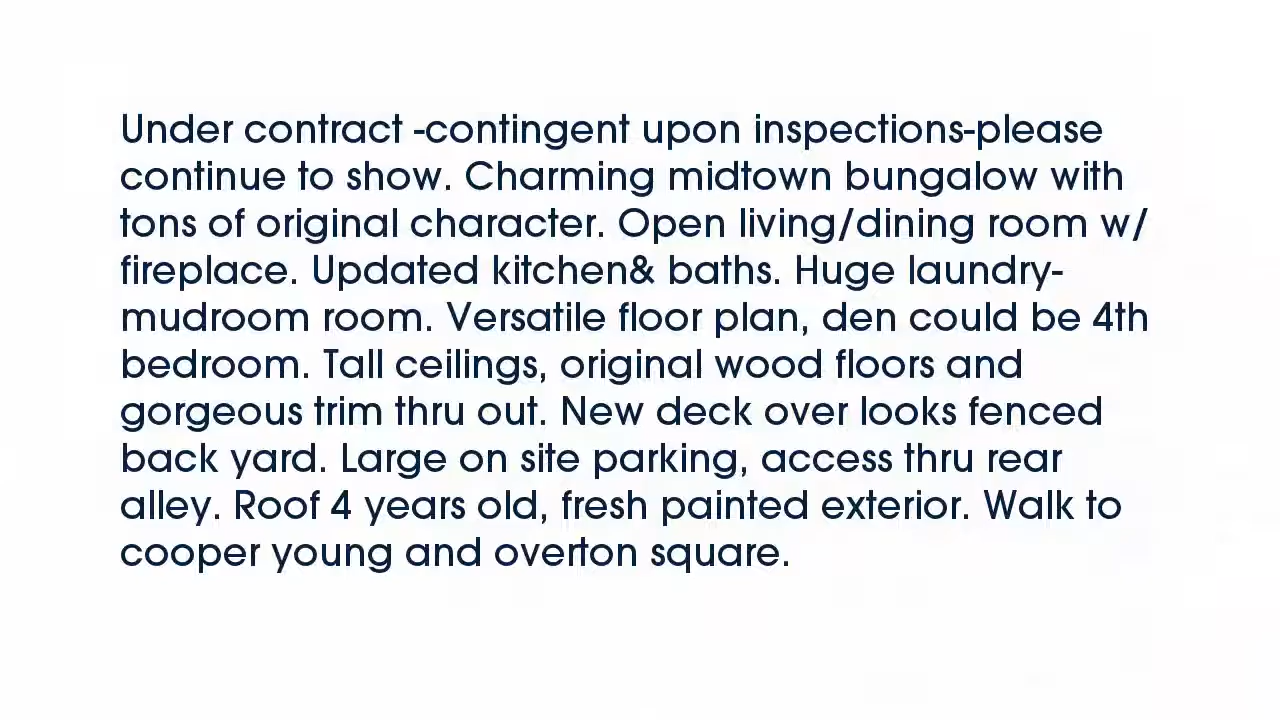 Under contract -contingent upon inspections-please
continue to show. Charming midtown bungalow with
tons of original character. Open living/dining room w/
fireplace. Updated kitchen& baths. Huge laundry-
mudroom room. Versatile floor plan, den could be 4th
bedroom. Tall ceilings, original wood floors and
gorgeous trim thru out. New deck over looks fenced
back yard. Large on site parking, access thru rear
alley. Roof 4 years old, fresh painted exterior. Walk to
cooper young and overton square.